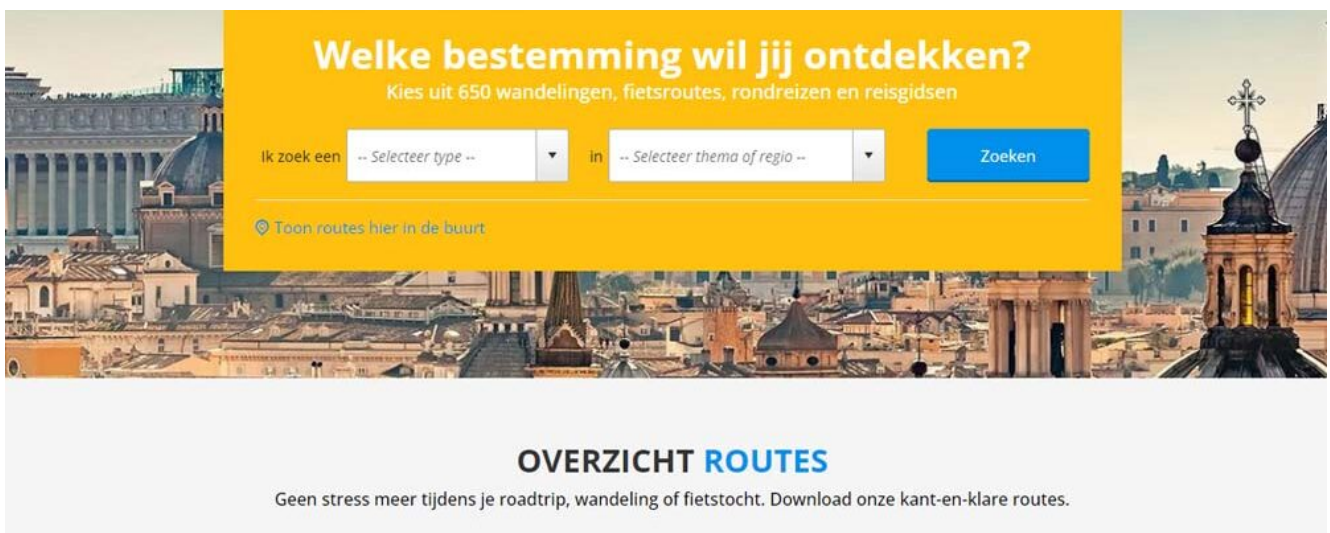 Welke bestemming wil jij ontdekken?
Kies uit 650 wandelingen, fietsroutes, rondreizen en reisgidsen
Ik zoek een -- Selecteer type -- in -- Selecteer thema of regio -- Zoeken
Toon routes hier in de buurt
OVERZICHT ROUTES
Geen stress meer tijdens je roadtrip, wandeling of fietstocht. Download onze kant-en-klare routes.